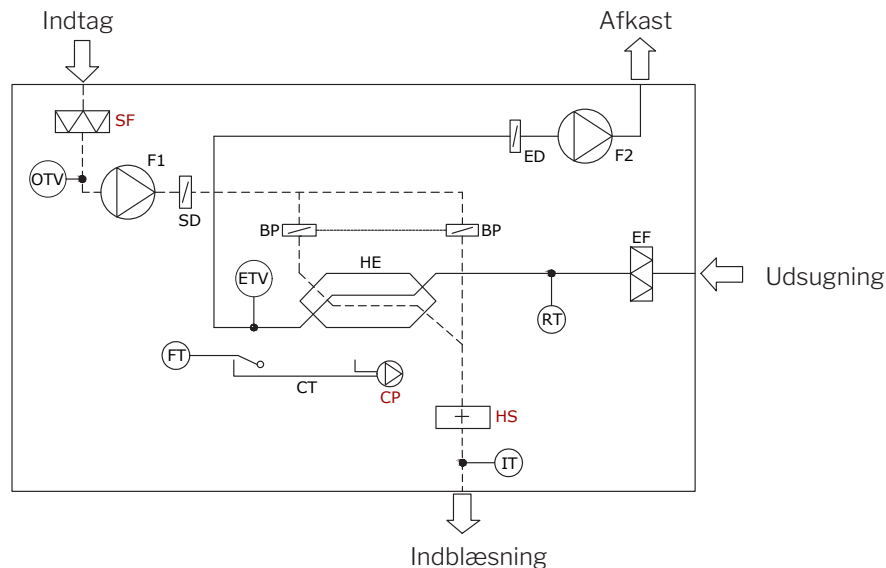 Indtag
Afkast
SF
F1
OTV
SD
ED
F2
BP
BP
EF
HE
ETV
Udsugning
RT
FT
CT
CP
HS
IT
Indblæsning